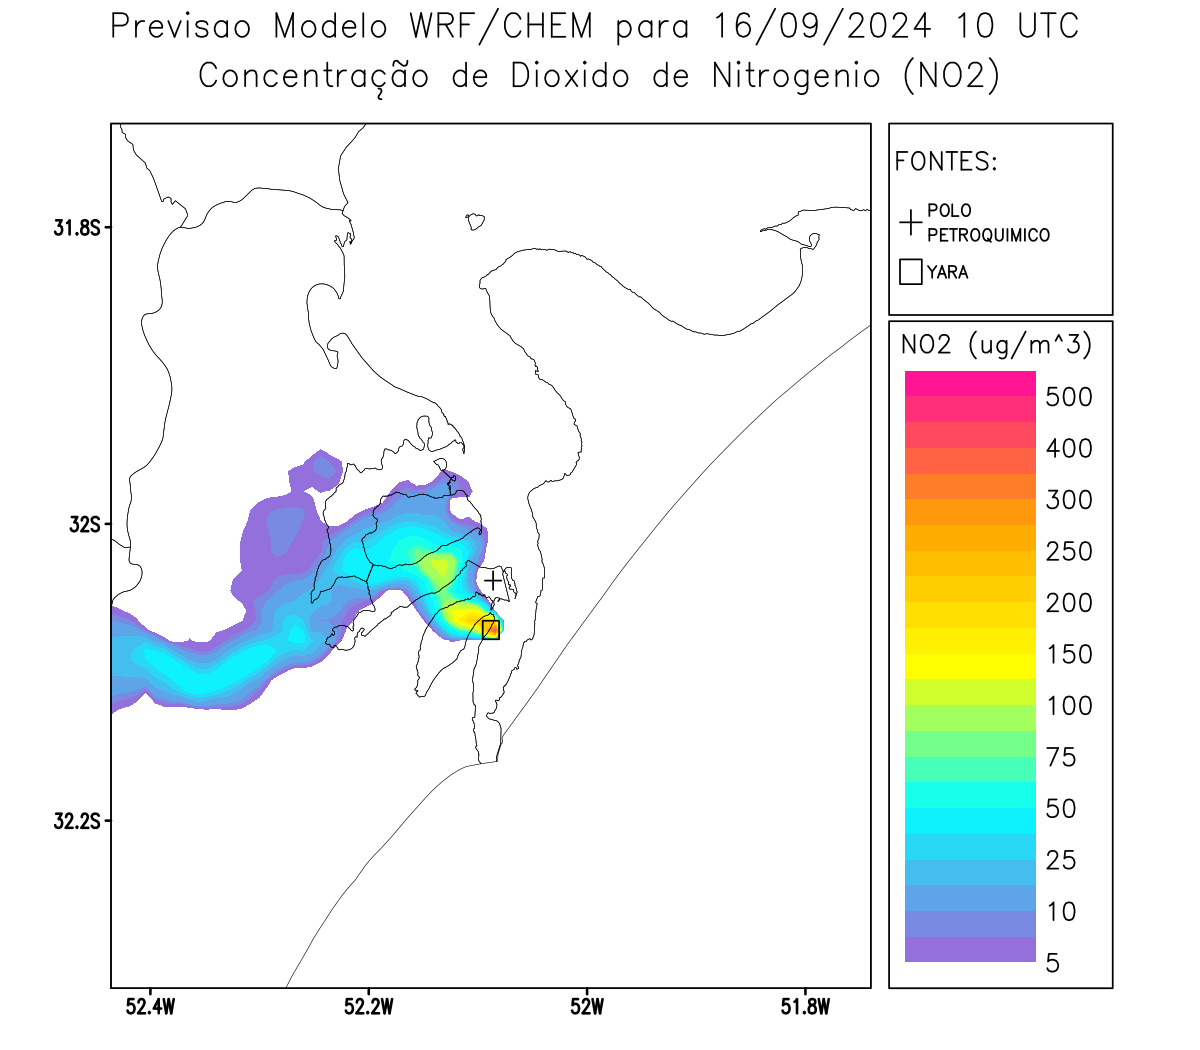 Previsao Modelo WRF/CHEM para 16/09/2024 10 UTC
Concentração de Dioxido de Nitrogenio (NO2)
FONTES:
POLO
PETROQUIMICO
YARA
NO2 (ug/m^3)
500
400
300
250
200
150
100
75
50
25
10
5
31.8S
32S
32.2S
52.4W
52.2W
52W
51.8W